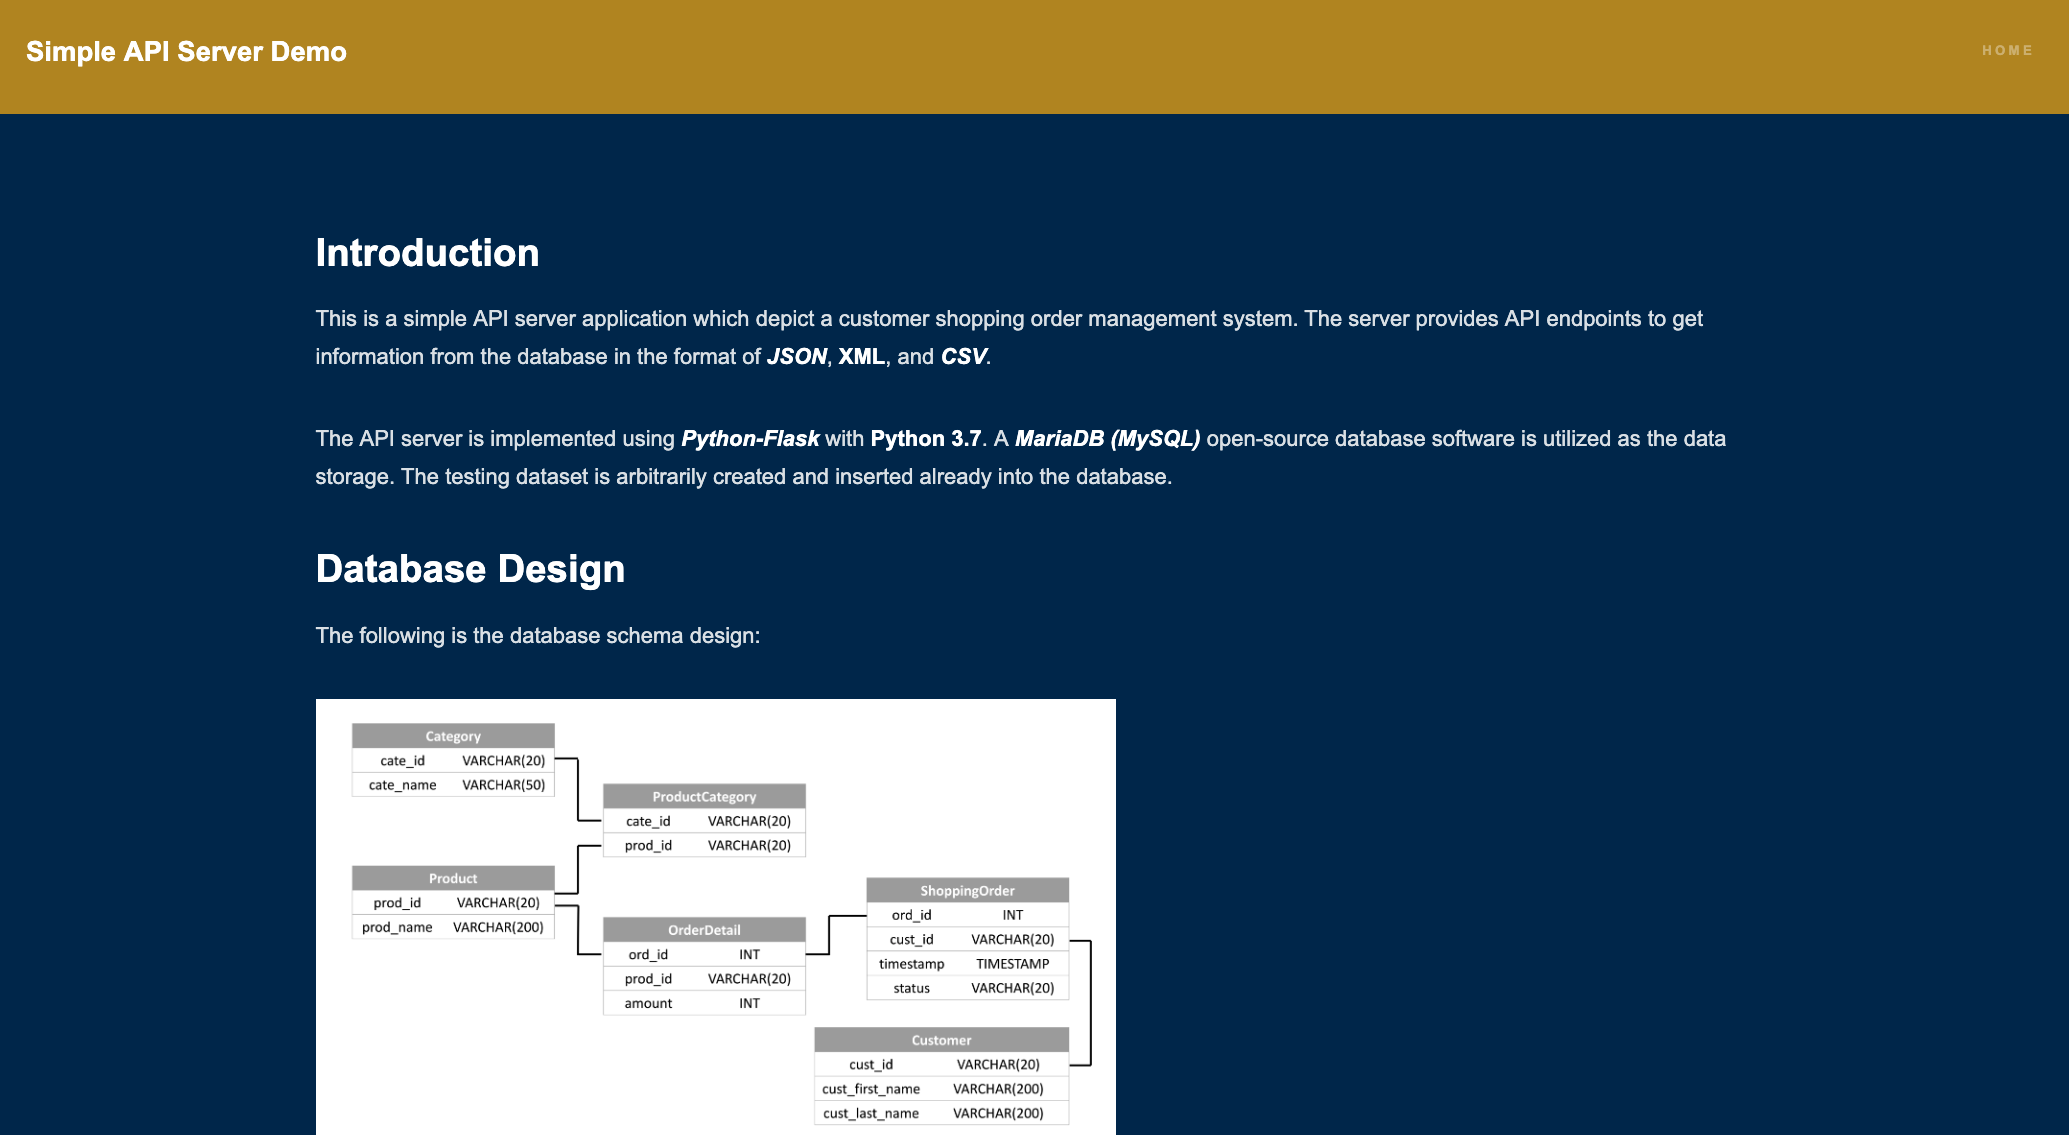 Simple API Server Demo
HOME
Introduction
This is a simple API server application which depict a customer shopping order management system. The server provides API endpoints to get
information from the database in the format of JSON, XML, and CSV.
The API server is implemented using Python-Flask with Python 3.7. A MariaDB (MySQL) open-source database software is utilized as the data
storage. The testing dataset is arbitrarily created and inserted already into the database.
Database Design
The following is the database schema design:
Category
cate_id VARCHAR(20)
cate_name VARCHAR(50)
ProductCategory
cate_id VARCHAR(20)
prod_id VARCHAR(20)
Product
prod_id VARCHAR(20)
prod_name VARCHAR(200)
OrderDetail
ord_id INT
prod_id VARCHAR(20)
amount INT
ShoppingOrder
ord_id INT
cust_id VARCHAR(20)
timestamp TIMESTAMP
status VARCHAR(20)
Customer
cust_id VARCHAR(20)
cust_first_name VARCHAR(200)
cust_last_name VARCHAR(200)